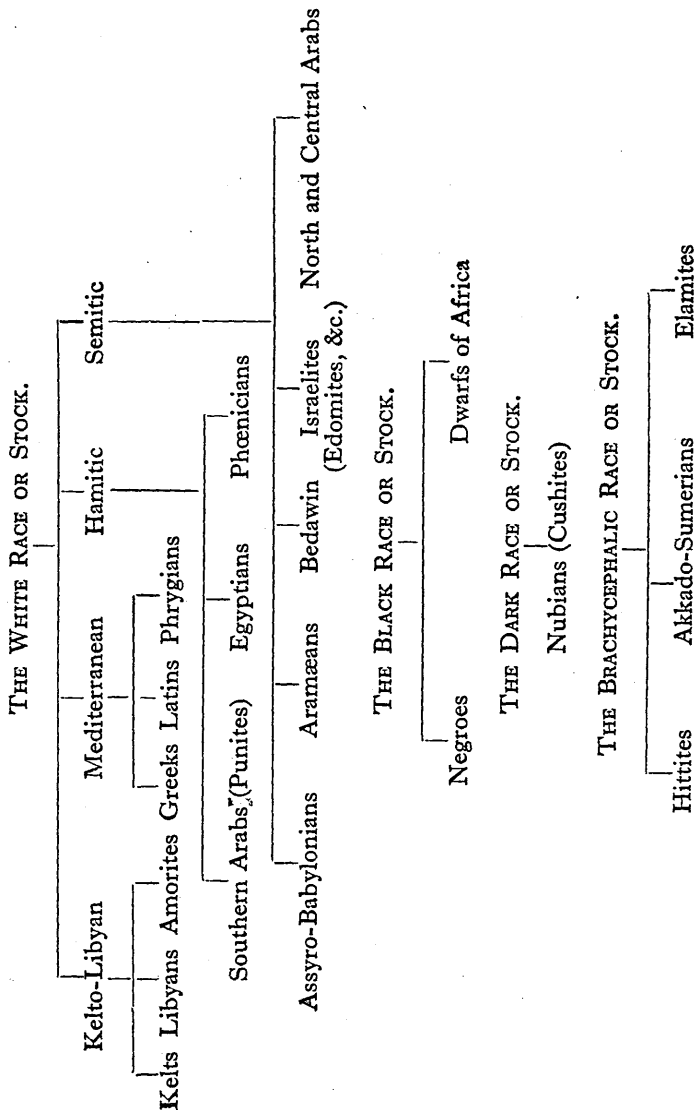 THE WHITE RACE OR STOCK.
Kelto-Libyan Mediterranean Hamitic Semitic
Kelts Libyans Amorites Greeks Latins Phrygians
Southern Arabs (Punites) Egyptians Phœnicians
Assyro-Babylonians Aramæans Bedawin Israelites North and Central Arabs
(Edomites, &c.)
THE BLACK RACE OR STOCK.
Negroes Dwarfs of Africa
THE DARK RACE OR STOCK.
Nubians (Cushites)
THE BRACHYCEPHALIC RACE OR STOCK.
Hittites Akkado-Sumerians Elamites